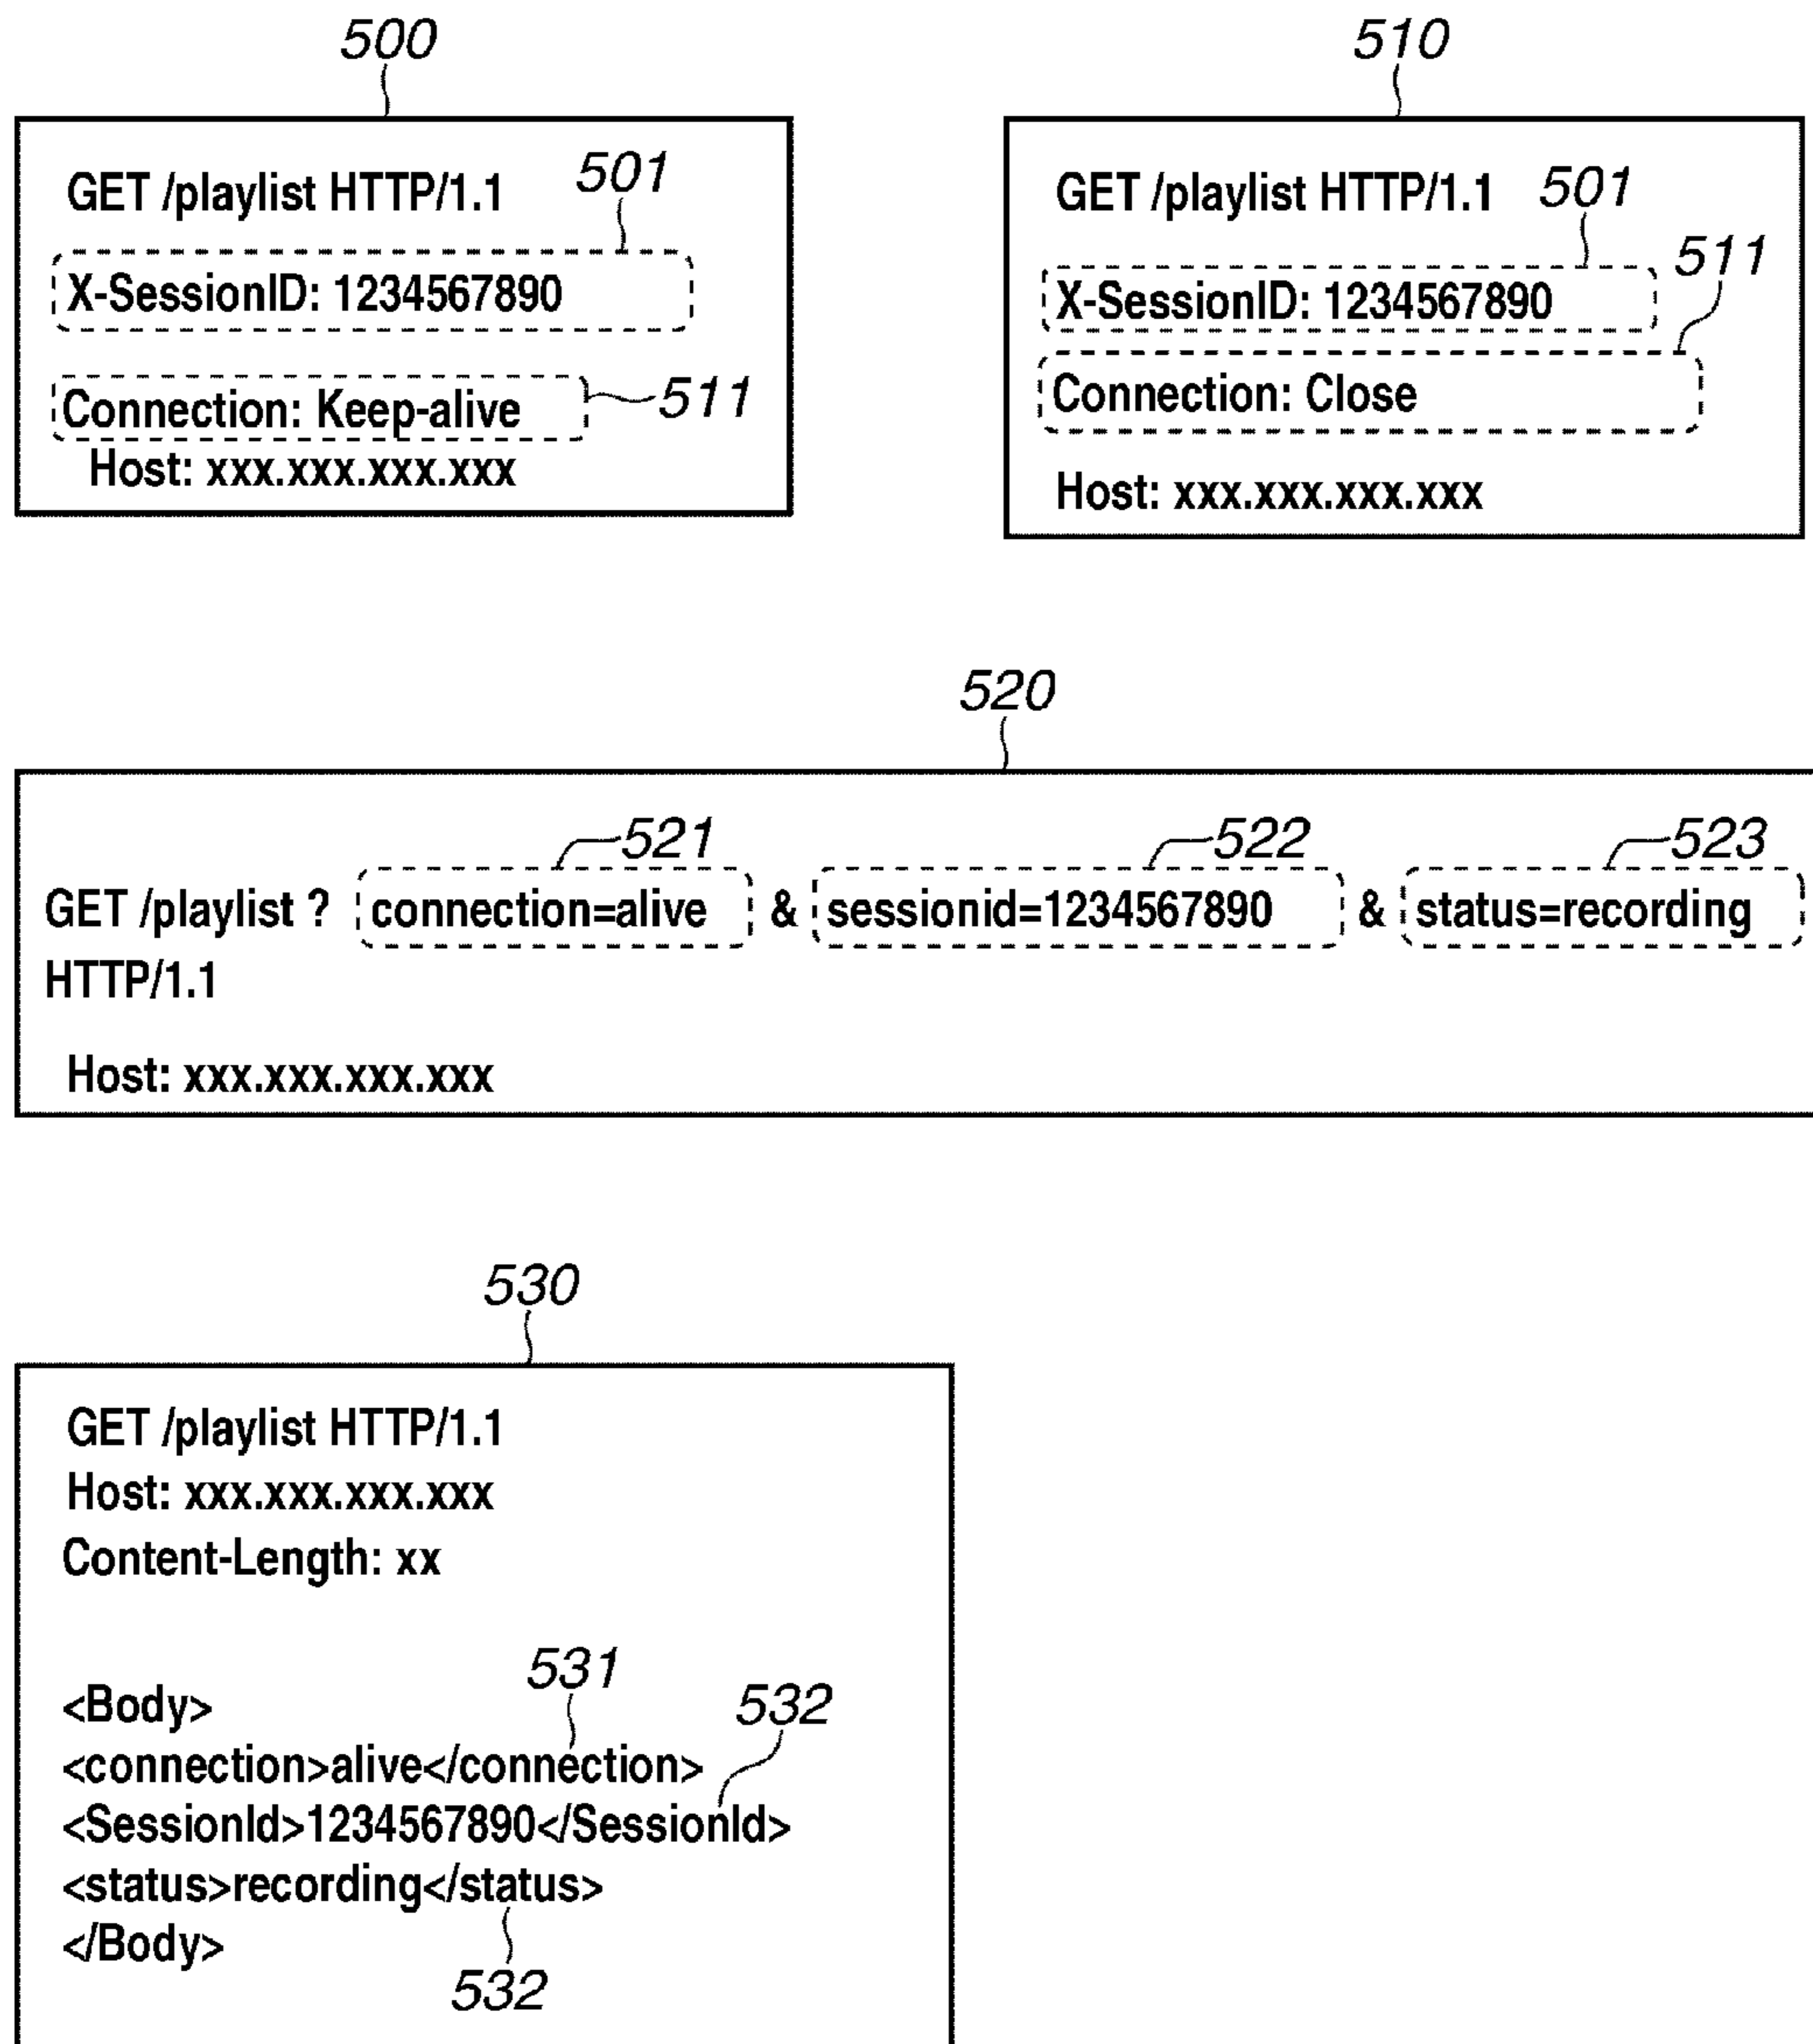 500
GET /playlist HTTP/1.1
501
X-SessionID: 1234567890
Connection: Keep-alive
511
Host: xxx.xxx.xxx.xxx
510
GET /playlist HTTP/1.1
501
511
X-SessionID: 1234567890
Connection: Close
Host: xxx.xxx.xxx.xxx
520
521
522
523
GET /playlist ? connection=alive & sessionid=1234567890 & status=recording
HTTP/1.1
Host: xxx.xxx.xxx.xxx
530
GET /playlist HTTP/1.1
Host: xxx.xxx.xxx.xxx
Content-Length: xx
531
<Body>
532
<connection>alive</connection>
<SessionId>1234567890</SessionId>
<status>recording</status>
</Body>
532